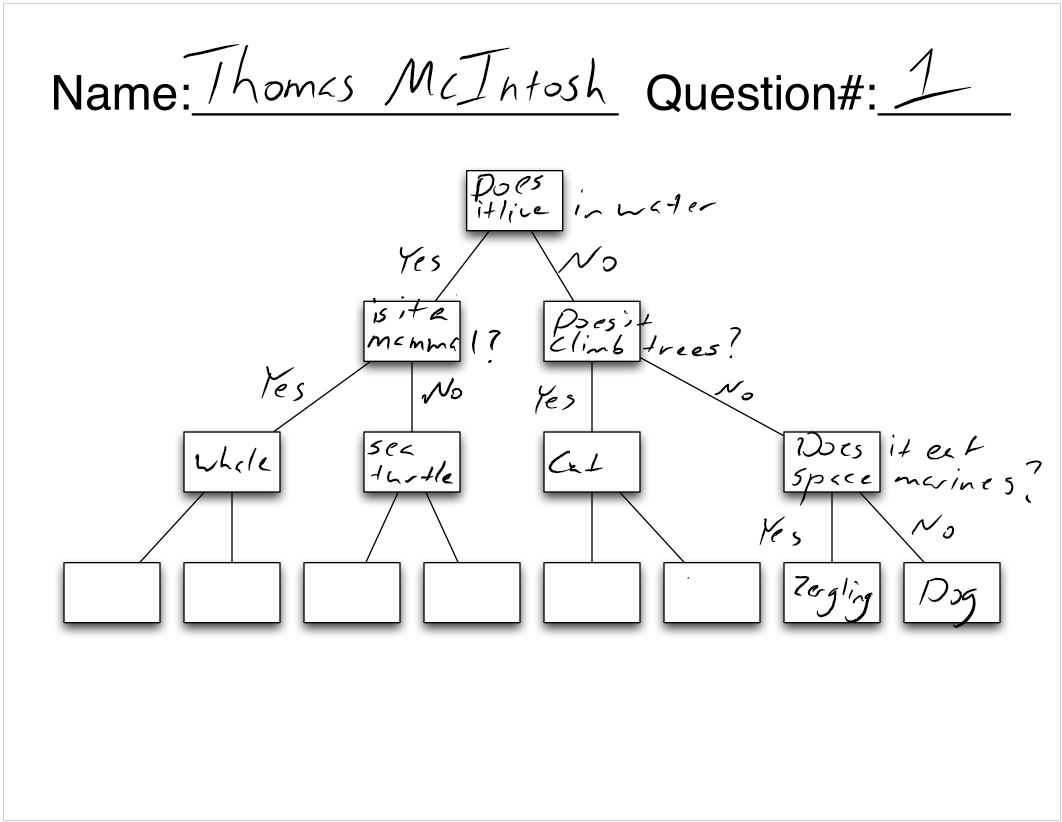 Name: Thomas McIntosh Question#: 1
Does
it live in water
Yes No
is it a
mammal?
Does it
climb trees?
Yes No Yes No
whale
sea
turtle
Cat
Does it eat
space marines?
Yes No
Zergling Dog